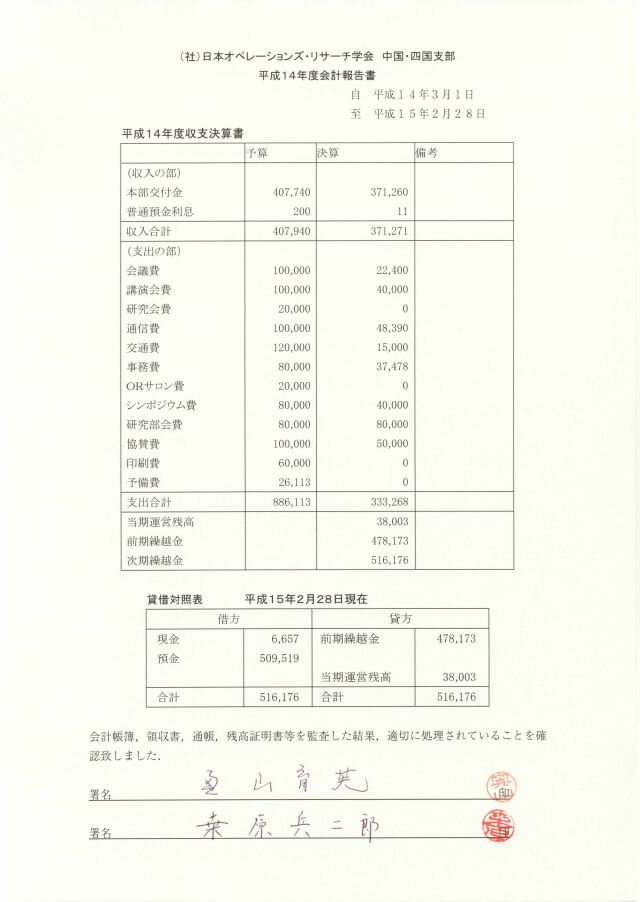 （社）日本オペレーションズ・リサーチ学会　中国・四国支部
平成１４年度会計報告書
自　平成１４年３月１日
至　平成１５年２月２８日
平成１４年度収支決算書
予算 決算 備考
（収入の部）
本部交付金 407,740 371,260
普通預金利息 200 11
収入合計 407,940 371,271
（支出の部）
会議費 100,000 22,400
講演会費 100,000 40,000
研究会費 20,000 0
通信費 100,000 48,390
交通費 120,000 15,000
事務費 80,000 37,478
ORサロン費 20,000 0
シンポジウム費 80,000 40,000
研究部会費 80,000 80,000
協賛費 100,000 50,000
印刷費 60,000 0
予備費 26,113 0
支出合計 886,113 333,268
当期運営残高 38,003
前期繰越金 478,173
次期繰越金 516,176
貸借対照表　平成１５年２月２８日現在
借方 貸方
現金 6,657 前期繰越金 478,173
預金 509,519
当期運営残高 38,003
合計 516,176 合計 516,176
会計帳簿，領収書，通帳，残高証明書等を監査した結果，適切に処理されていることを確
認致しました．
署名 山育英 印
署名 桑原兵二郎